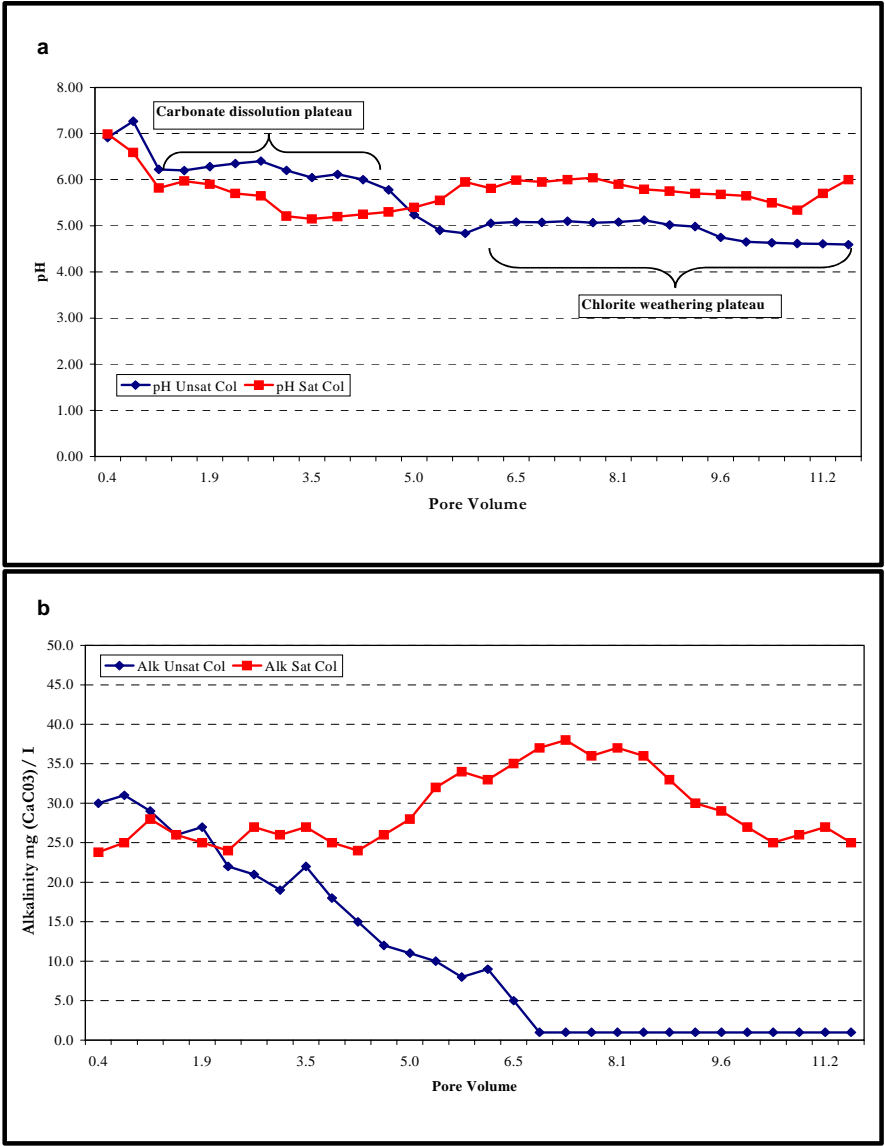 a
8.00
Carbonate dissolution plateau
7.00
6.00
5.00
4.00
Chlorite weathering plateau
3.00
2.00
pH Unsat Col pH Sat Col
1.00
0.00
pH
0.4 1.9 3.5 5.0 6.5 8.1 9.6 11.2
Pore Volume
b
50.0
Alk Unsat Col Alk Sat Col
45.0
40.0
35.0
30.0
25.0
20.0
15.0
10.0
5.0
0.0
Alkalinity mg (CaC03) / I
0.4 1.9 3.5 5.0 6.5 8.1 9.6 11.2
Pore Volume